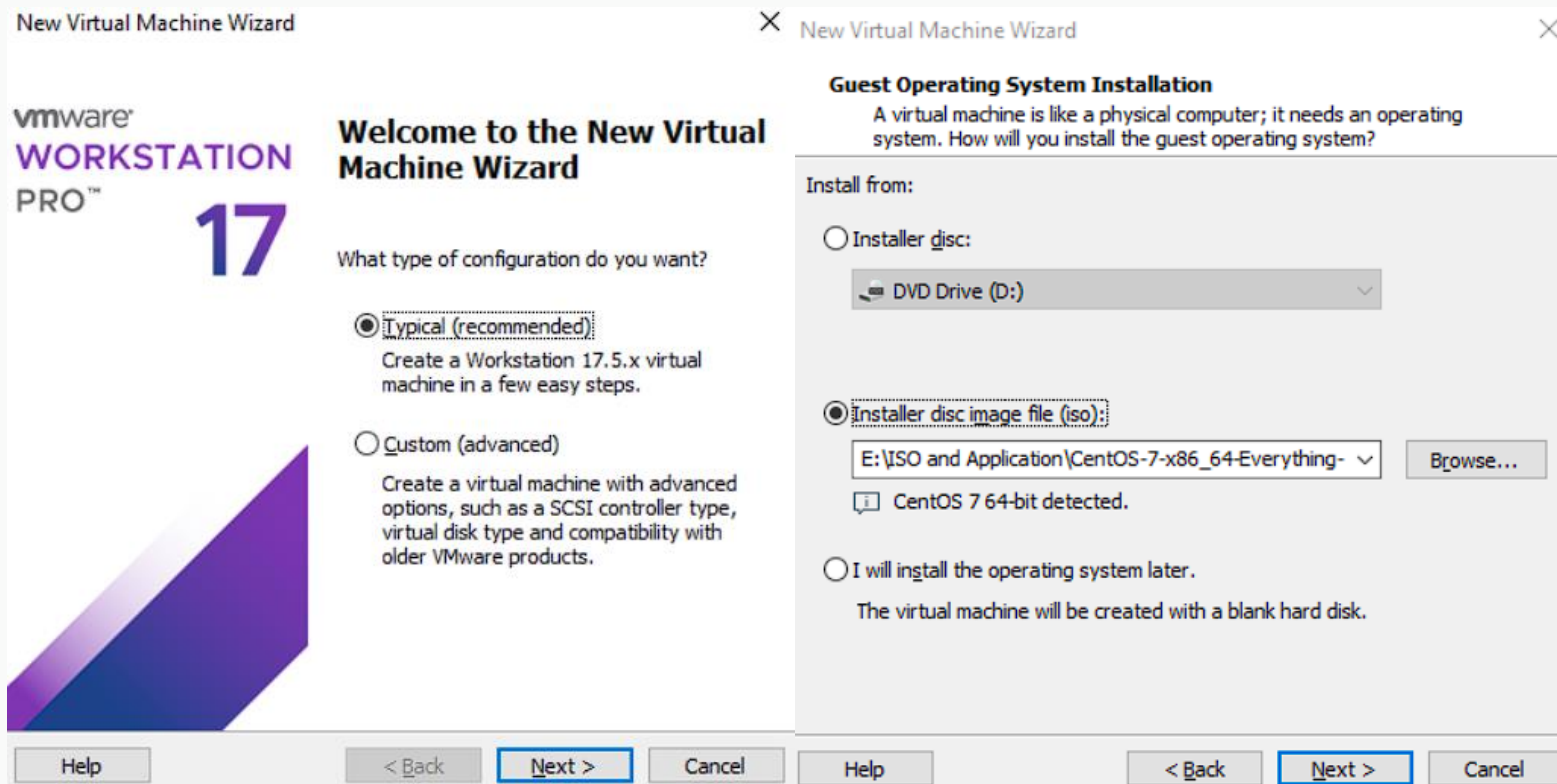 New Virtual Machine Wizard
vmware
WORKSTATION
PRO™
17
Welcome to the New Virtual
Machine Wizard
What type of configuration do you want?
Typical (recommended)
Create a Workstation 17.5.x virtual
machine in a few easy steps.
Custom (advanced)
Create a virtual machine with advanced
options, such as a SCSI controller type,
virtual disk type and compatibility with
older VMware products.
Help
< Back
Next >
Cancel
New Virtual Machine Wizard
Guest Operating System Installation
A virtual machine is like a physical computer; it needs an operating
system. How will you install the guest operating system?
Install from:
Installer disc:
DVD Drive (D:)
Installer disc image file (iso):
E:\ISO and Application\CentOS-7-x86_64-Everything-
Browse...
CentOS 7 64-bit detected.
I will install the operating system later.
The virtual machine will be created with a blank hard disk.
Help
< Back
Next >
Cancel